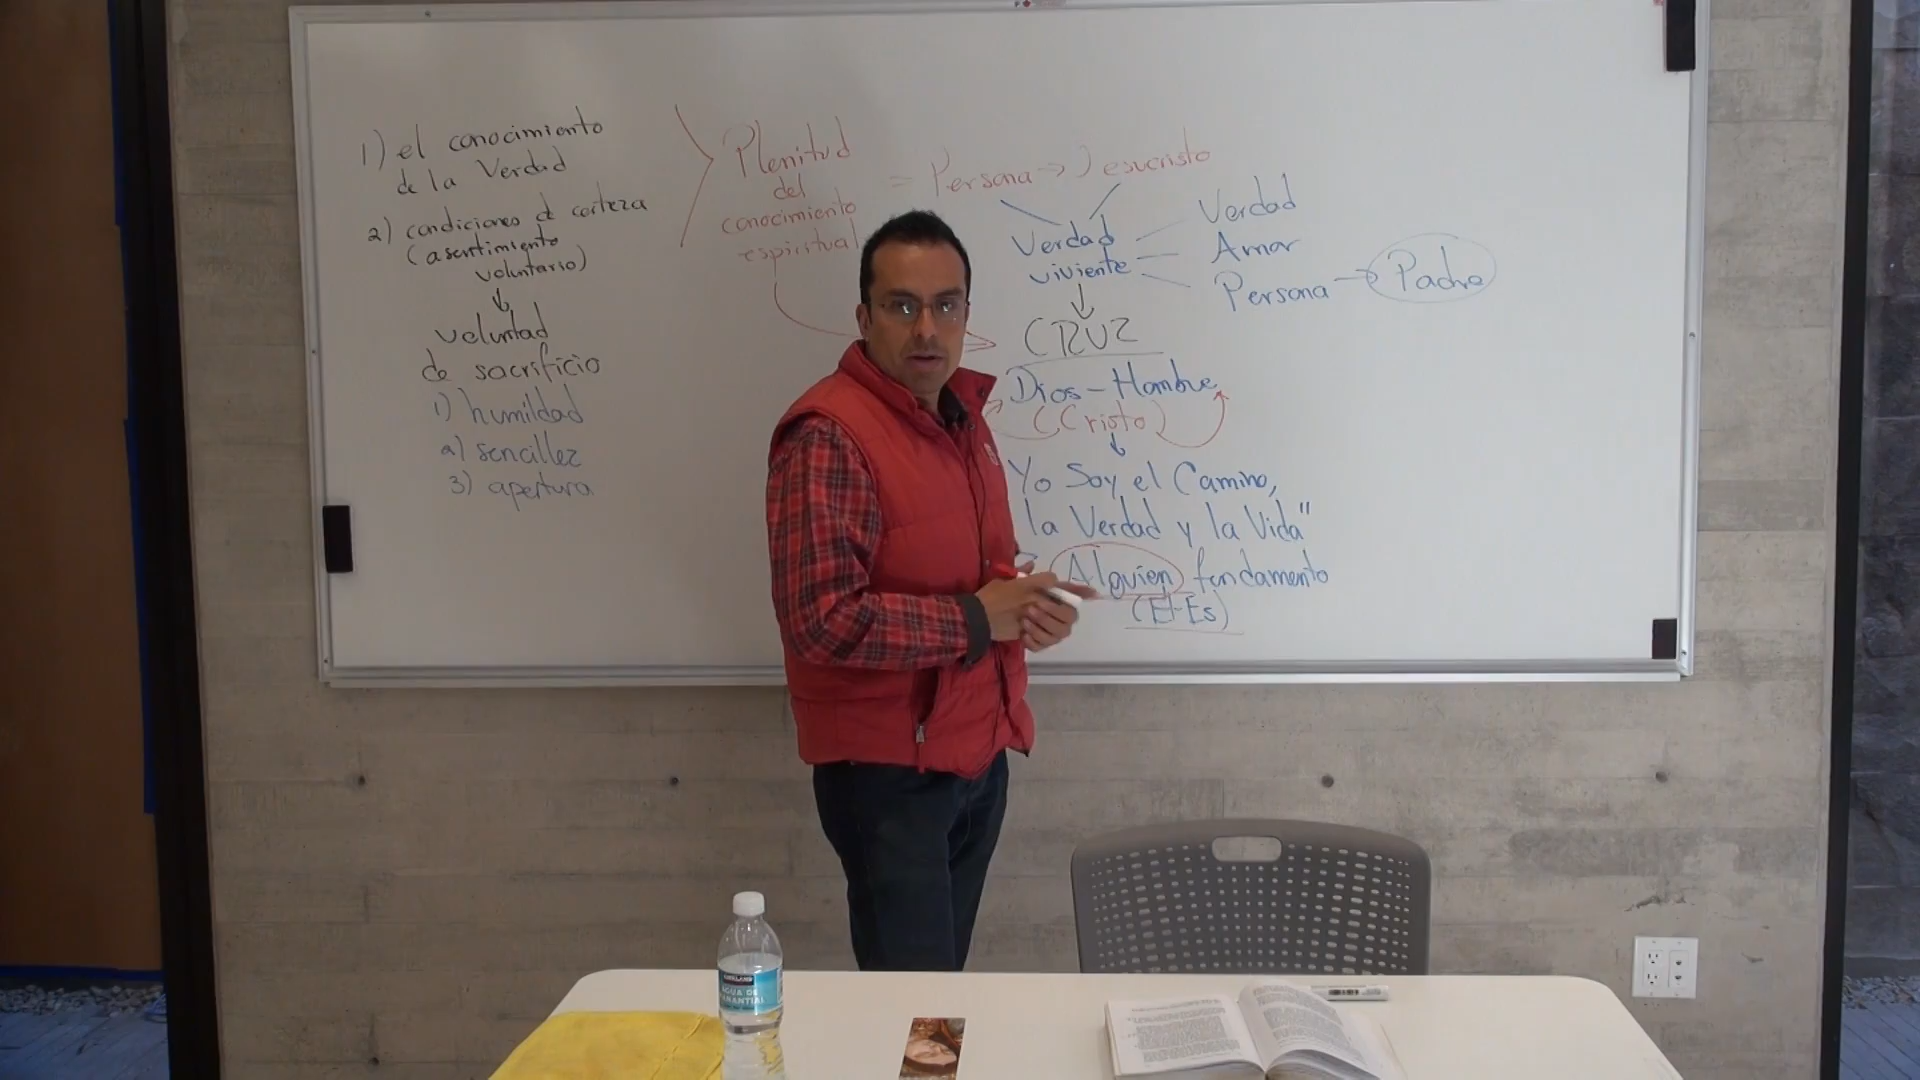 1) el conocimiento
de la Verdad
2) condiciones d certeza
(asentimiento
voluntario)
voluntad
de sacrificio
1) humildad
2) sencillez
3) apertura
Plenitud
del
conocimiento
espiritual
= Persona → Jesucristo
Verdad
viviente
Verdad
Amor
Persona → Padre
CRUZ
Dios - Hombre
(Cristo)
Yo Soy el Camino,
la Verdad y la Vida"
Alguien fundamento
(Él-Es)
KIRKLAND
AGUA DE
MANANTIAL